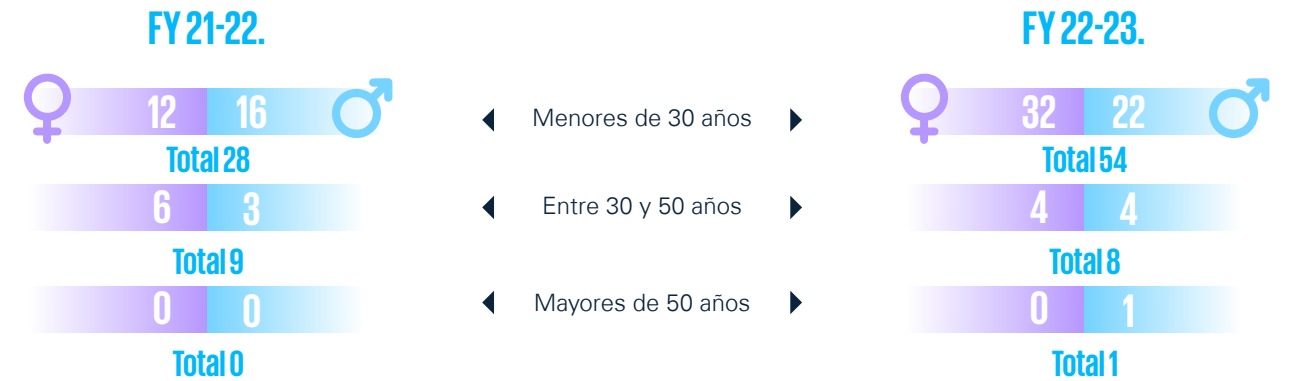 FY 21-22.
FY 22-23.
12 16
Menores de 30 años
32 22
Total 28
Total 54
6 3
Entre 30 y 50 años
4 4
Total 9
Total 8
0 0
Mayores de 50 años
0 1
Total 0
Total 1